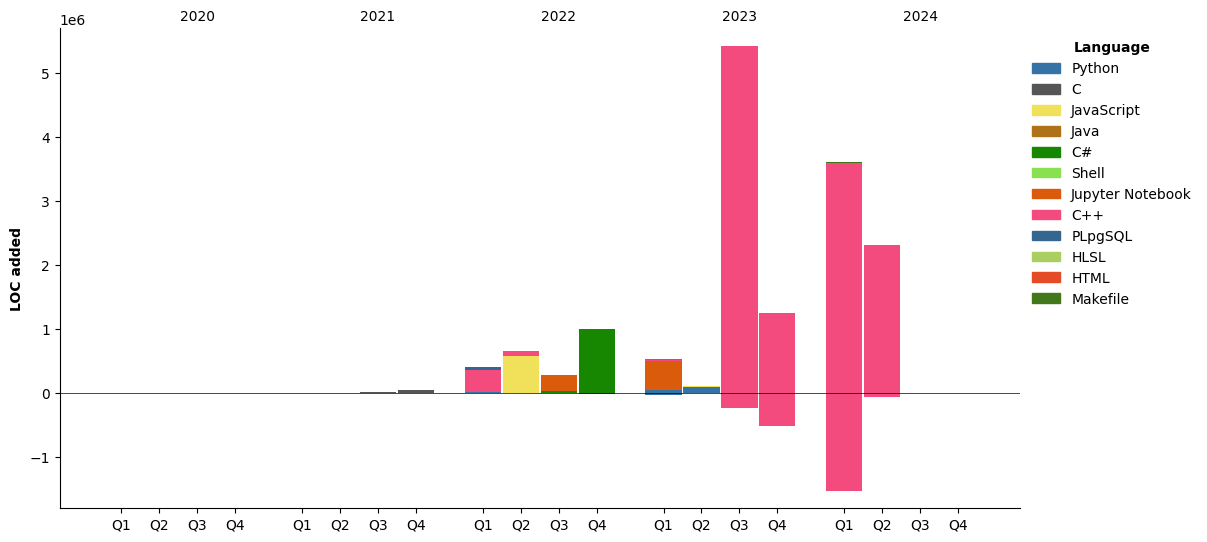 2020 2021 2022 2023 2024
1e6
Language
Python
C
JavaScript
Java
C#
Shell
Jupyter Notebook
C++
PLpgSQL
HLSL
HTML
Makefile
LOC added
5
4
3
2
1
0
−1
Q1 Q2 Q3 Q4 Q1 Q2 Q3 Q4 Q1 Q2 Q3 Q4 Q1 Q2 Q3 Q4 Q1 Q2 Q3 Q4